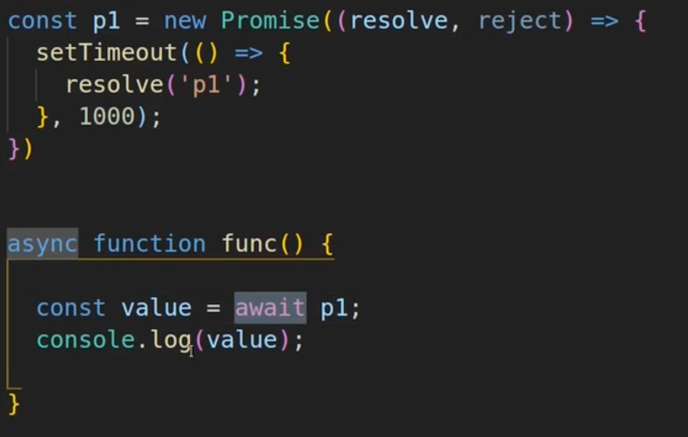 const p1 = new Promise((resolve, reject) => {
  setTimeout(() => {
    resolve('p1');
  }, 1000);
})
async function func() {
  const value = await p1;
  console.log(value);
}